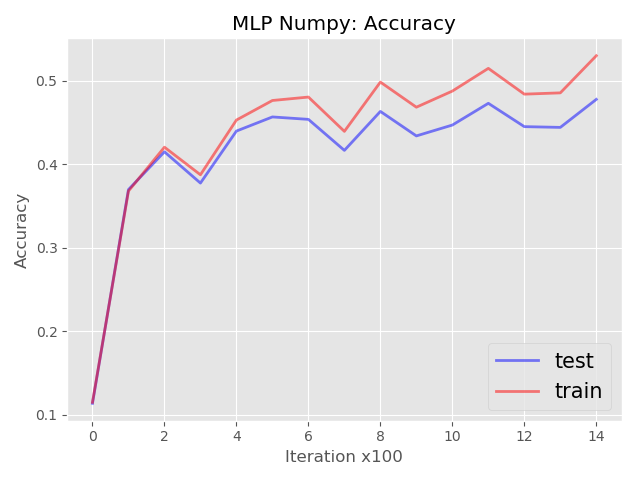 MLP Numpy: Accuracy
Accuracy
0.5
0.4
0.3
0.2
0.1
test
train
0 2 4 6 8 10 12 14
Iteration x100